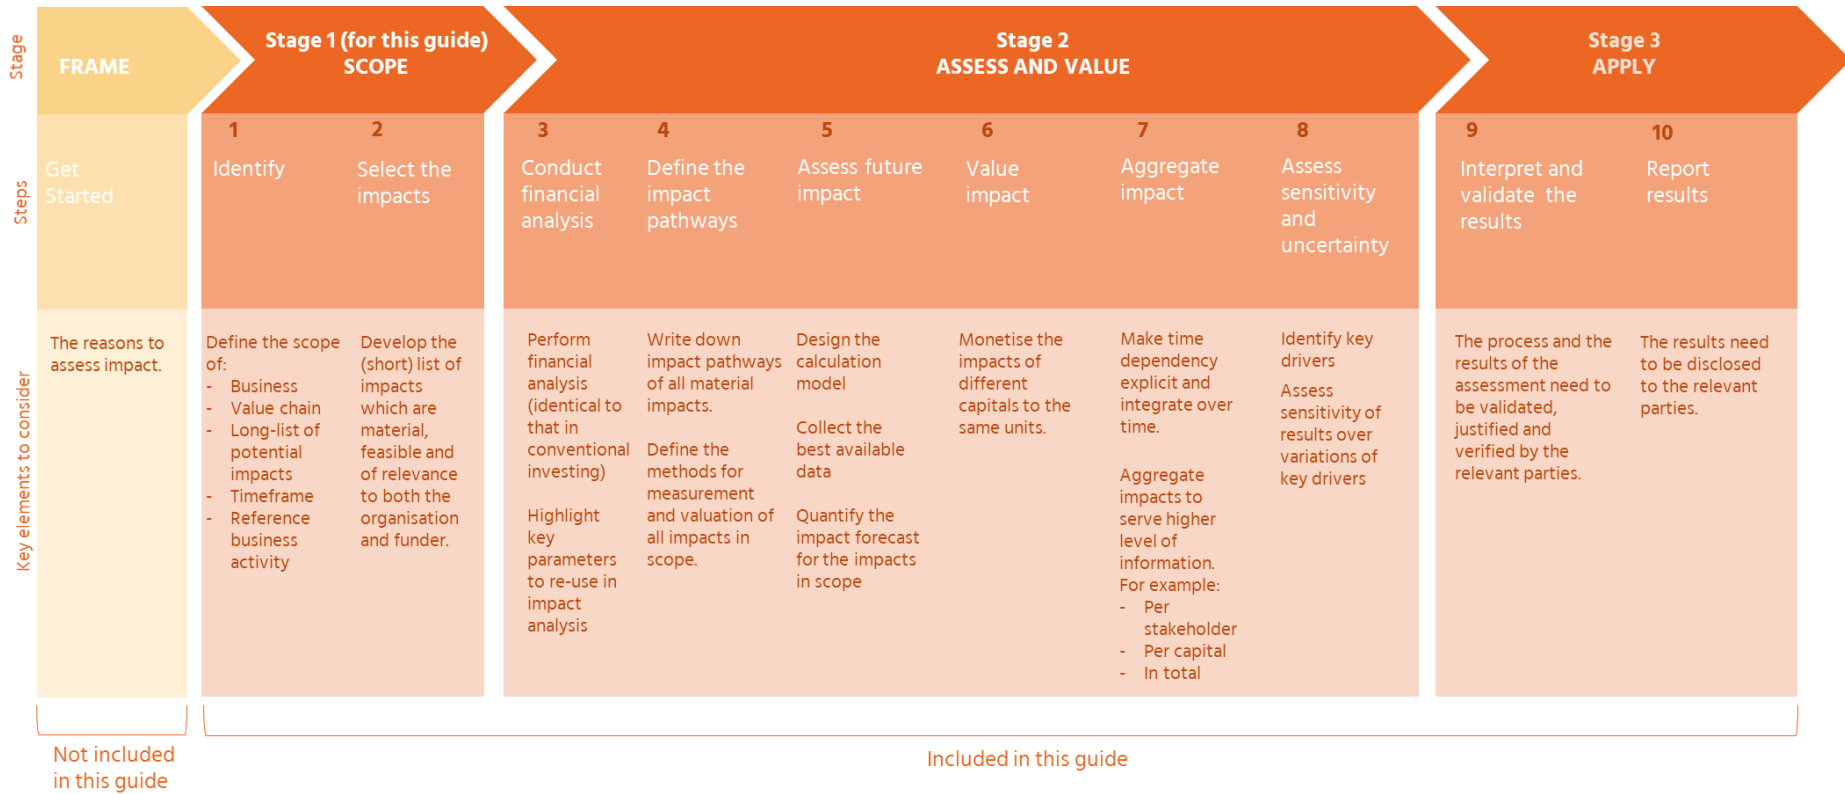 Stage
FRAME
Stage 1 (for this guide)
SCOPE
Stage 2
ASSESS AND VALUE
Stage 3
APPLY
Steps
Get
Started
1
Identify
2
Select the
impacts
3
Conduct
financial
analysis
4
Define the
impact
pathways
5
Assess future
impact
6
Value
impact
7
Aggregate
impact
8
Assess
sensitivity
and
uncertainty
9
Interpret and
validate the
results
10
Report
results
Key elements to consider
The reasons to
assess impact.
Define the scope
of:
- Business
- Value chain
- Long-list of
potential
impacts
- Timeframe
- Reference
business
activity
Develop the
(short) list of
impacts
which are
material,
feasible and
of relevance
to both the
organisation
and funder.
Perform
financial
analysis
(identical to
that in
conventional
investing)
Highlight
key
parameters
to re-use in
impact
analysis
Write down
impact pathways
of all material
impacts.
Define the
methods for
measurement
and valuation of
all impacts in
scope.
Design the
calculation
model
Collect the
best available
data
Quantify the
impact forecast
for the impacts
in scope
Monetise the
impacts of
different
capitals to the
same units.
Make time
dependency
explicit and
integrate over
time.
Aggregate
impacts to
serve higher
level of
information.
For example:
- Per
stakeholder
- Per capital
- In total
Identify key
drivers
Assess
sensitivity of
results over
variations of
key drivers
The process and the
results of the
assessment need to
be validated,
justified and
verified by the
relevant parties.
The results need
to be disclosed
to the relevant
parties.
Not included
in this guide
Included in this guide